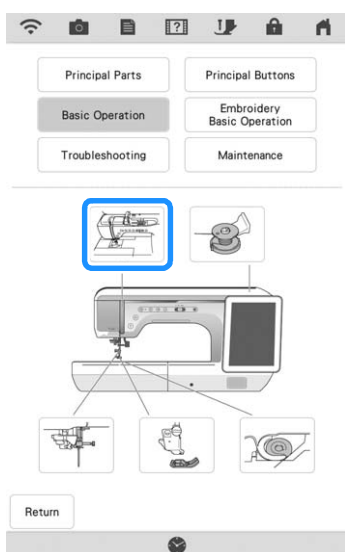 Principal Parts
Principal Buttons
Basic Operation
Embroidery
Basic Operation
Troubleshooting
Maintenance
Return